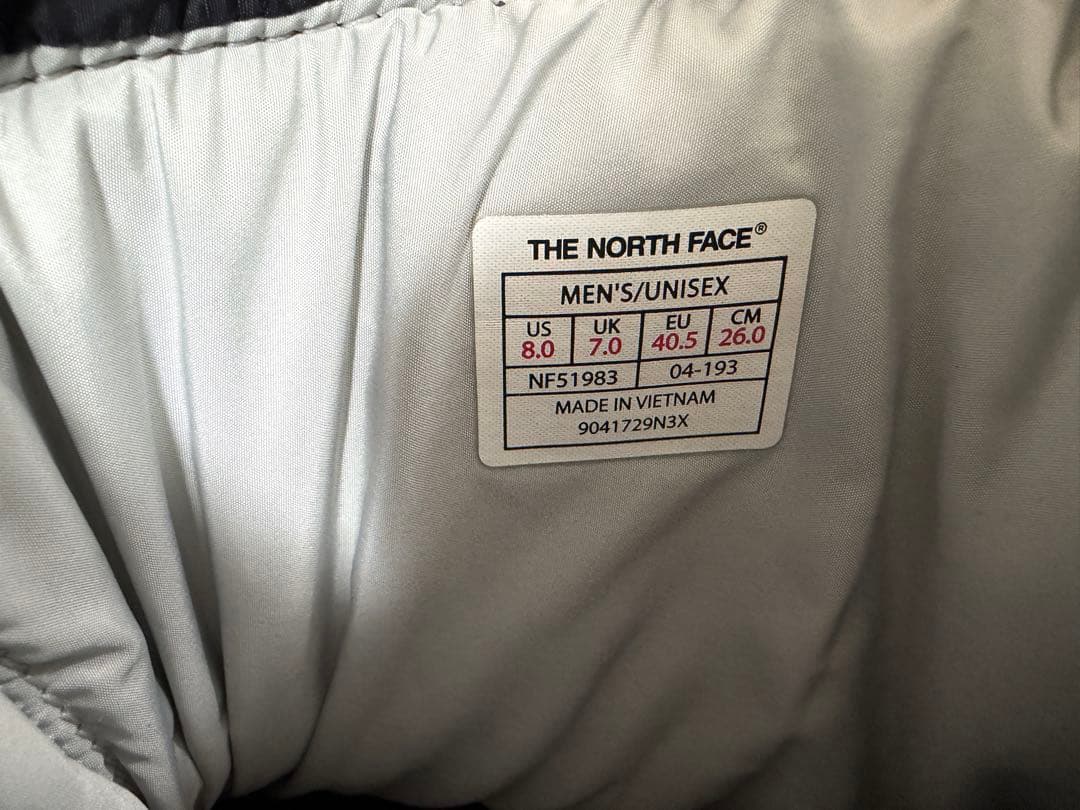 THE NORTH FACE®
MEN'S/UNISEX
US UK EU CM
8.0 7.0 40.5 26.0
NF51983 04-193
MADE IN VIETNAM
9041729N3X